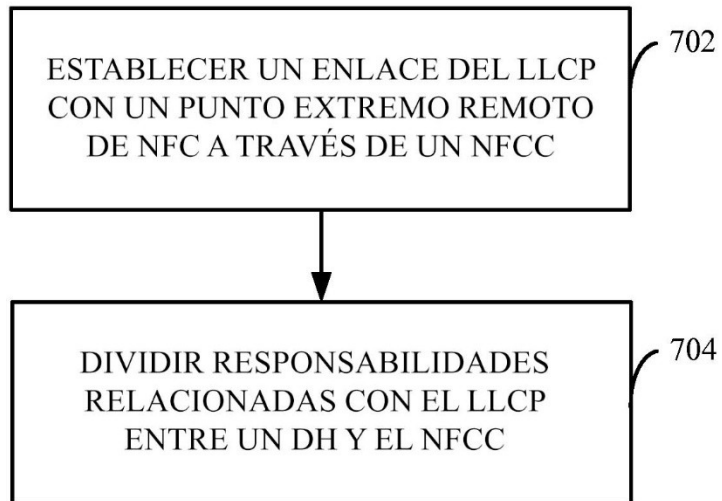 ESTABLECER UN ENLACE DEL LLCP
CON UN PUNTO EXTREMO REMOTO
DE NFC A TRAVÉS DE UN NFCC
702
DIVIDIR RESPONSABILIDADES
RELACIONADAS CON EL LLCP
ENTRE UN DH Y EL NFCC
704